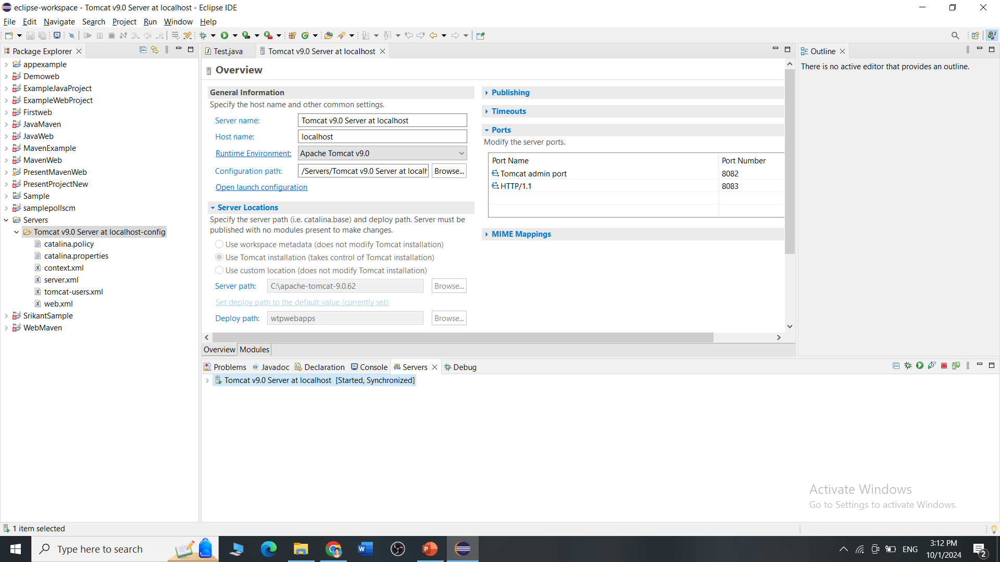 eclipse-workspace - Tomcat v9.0 Server at localhost - Eclipse IDE
File Edit Navigate Search Project Run Window Help
Package Explorer
appexample
Demoweb
ExampleJavaProject
ExampleWebProject
Firstweb
JavaMaven
JavaWeb
MavenExample
MavenWeb
PresentMavenWeb
PresentProjectNew
Sample
samplepollscm
Servers
Tomcat v9.0 Server at localhost-config
catalina.policy
catalina.properties
context.xml
server.xml
tomcat-users.xml
web.xml
SrikantSample
WebMaven
Test.java Tomcat v9.0 Server at localhost
Overview
General Information
Specify the host name and other common settings.
Server name: Tomcat v9.0 Server at localhost
Host name: localhost
Runtime Environment: Apache Tomcat v9.0
Configuration path: /Servers/Tomcat v9.0 Server at localh Browse...
Open launch configuration
Server Locations
Specify the server path (i.e. catalina.base) and deploy path. Server must be
published with no modules present to make changes.
Use workspace metadata (does not modify Tomcat installation)
Use Tomcat installation (takes control of Tomcat installation)
Use custom location (does not modify Tomcat installation)
Server path: C:\apache-tomcat-9.0.62 Browse...
Set deploy path to the default value (currently set)
Deploy path: wtpwebapps Browse...
Publishing
Timeouts
Ports
Modify the server ports.
Port Name Port Number
Tomcat admin port 8082
HTTP/1.1 8083
MIME Mappings
Overview Modules
Outline
There is no active editor that provides an outline.
Problems @ Javadoc Declaration Console Servers Debug
Tomcat v9.0 Server at localhost [Started, Synchronized]
Activate Windows
Go to Settings to activate Windows.
1 item selected
Type here to search
ENG
3:12 PM
10/1/2024
2